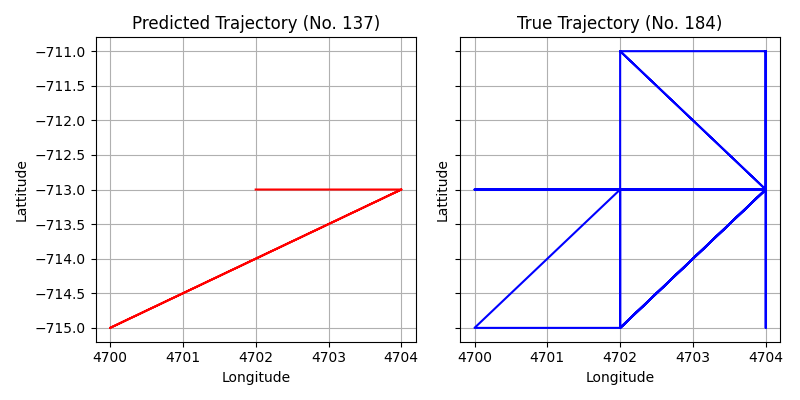 Predicted Trajectory (No. 137)
True Trajectory (No. 184)
−711.0
−711.5
−712.0
−712.5
−713.0
−713.5
−714.0
−714.5
−715.0
Lattitude
Lattitude
4700 4701 4702 4703 4704
4700 4701 4702 4703 4704
Longitude
Longitude